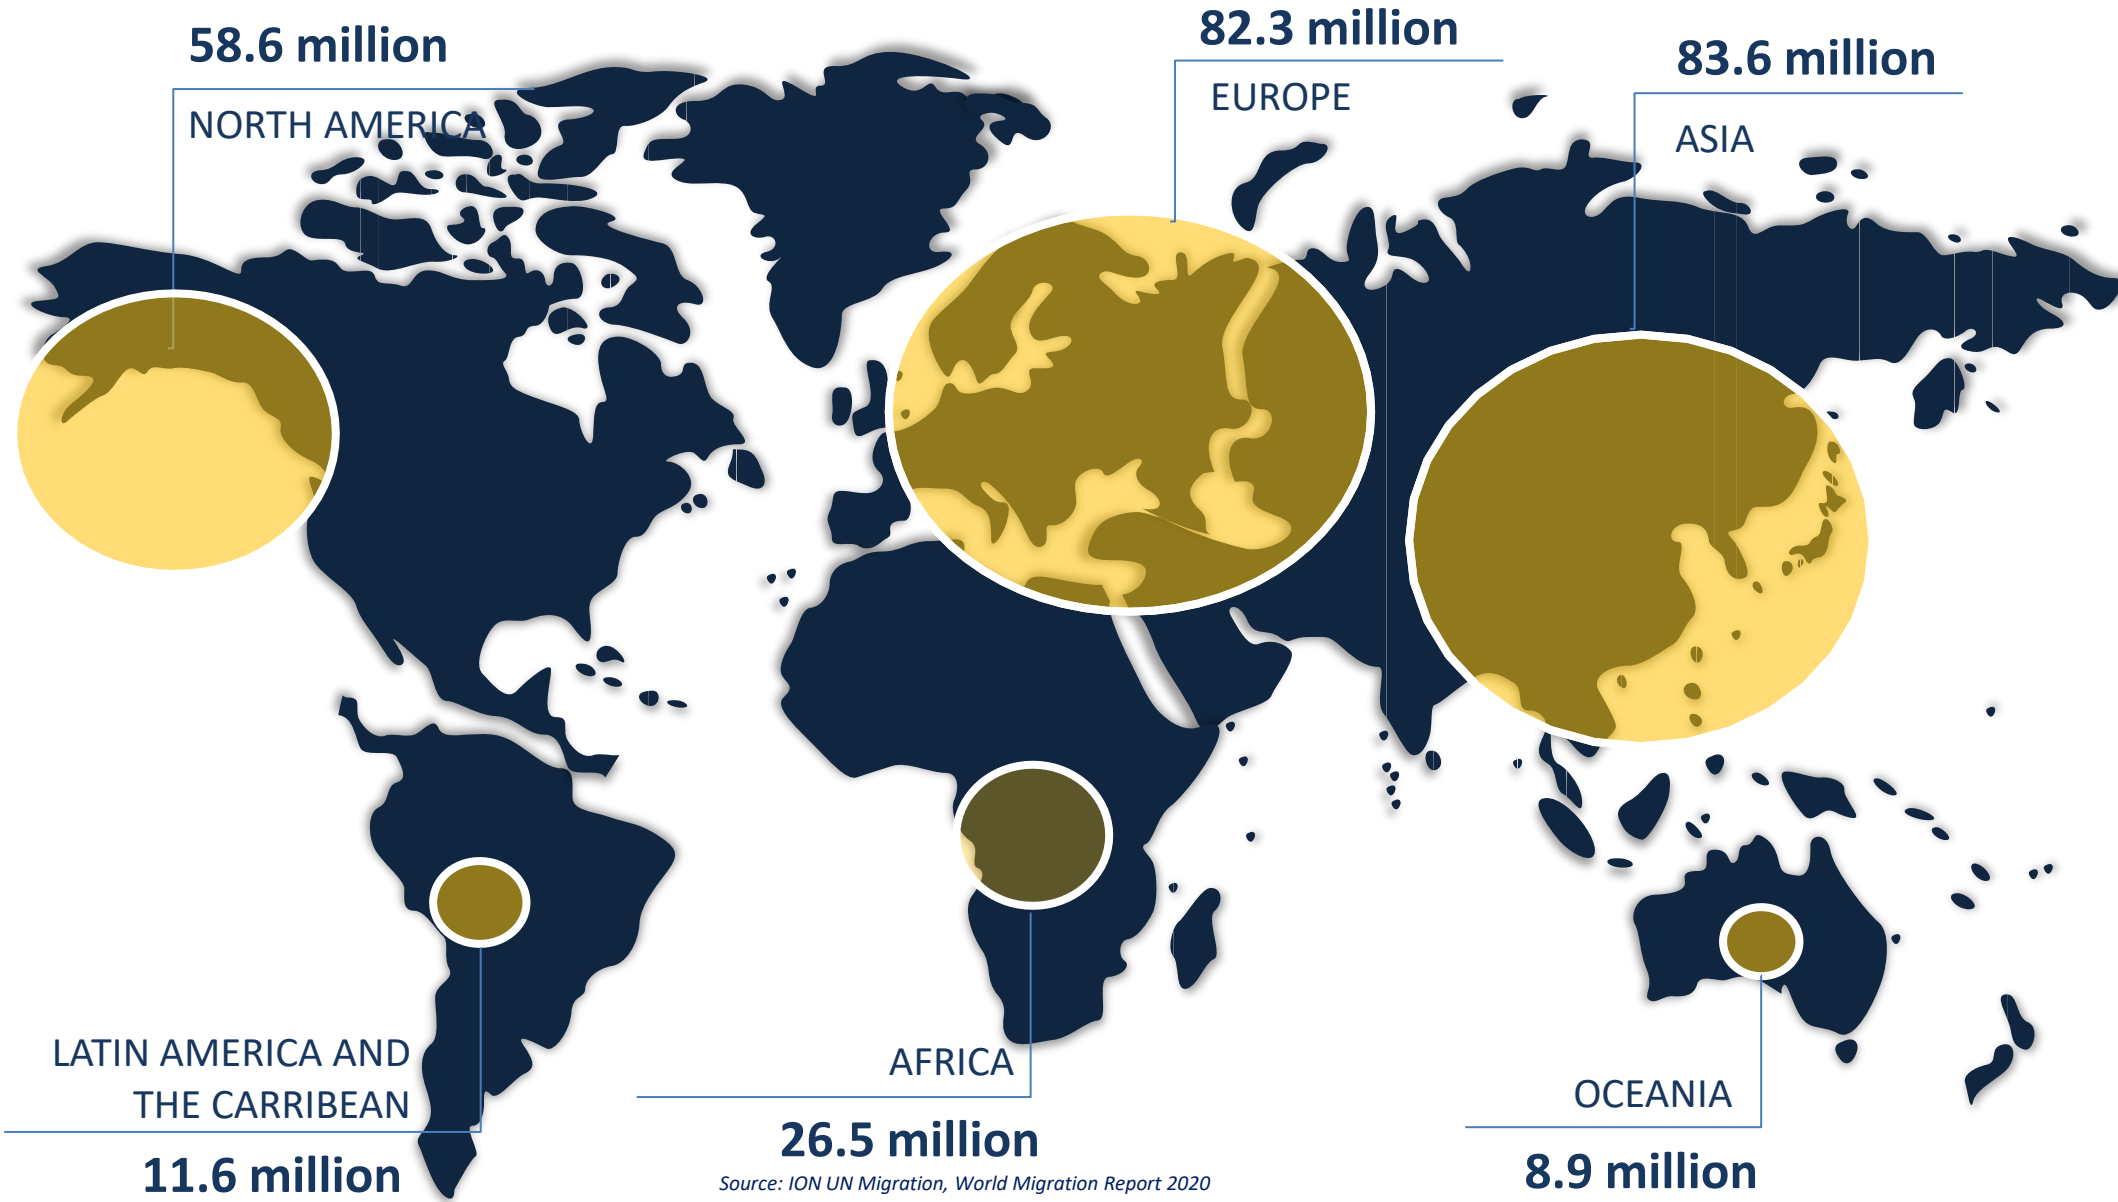 58.6 million
NORTH AMERICA
82.3 million
EUROPE
83.6 million
ASIA
LATIN AMERICA AND
THE CARRIBEAN
11.6 million
AFRICA
26.5 million
OCEANIA
8.9 million
Source: ION UN Migration, World Migration Report 2020